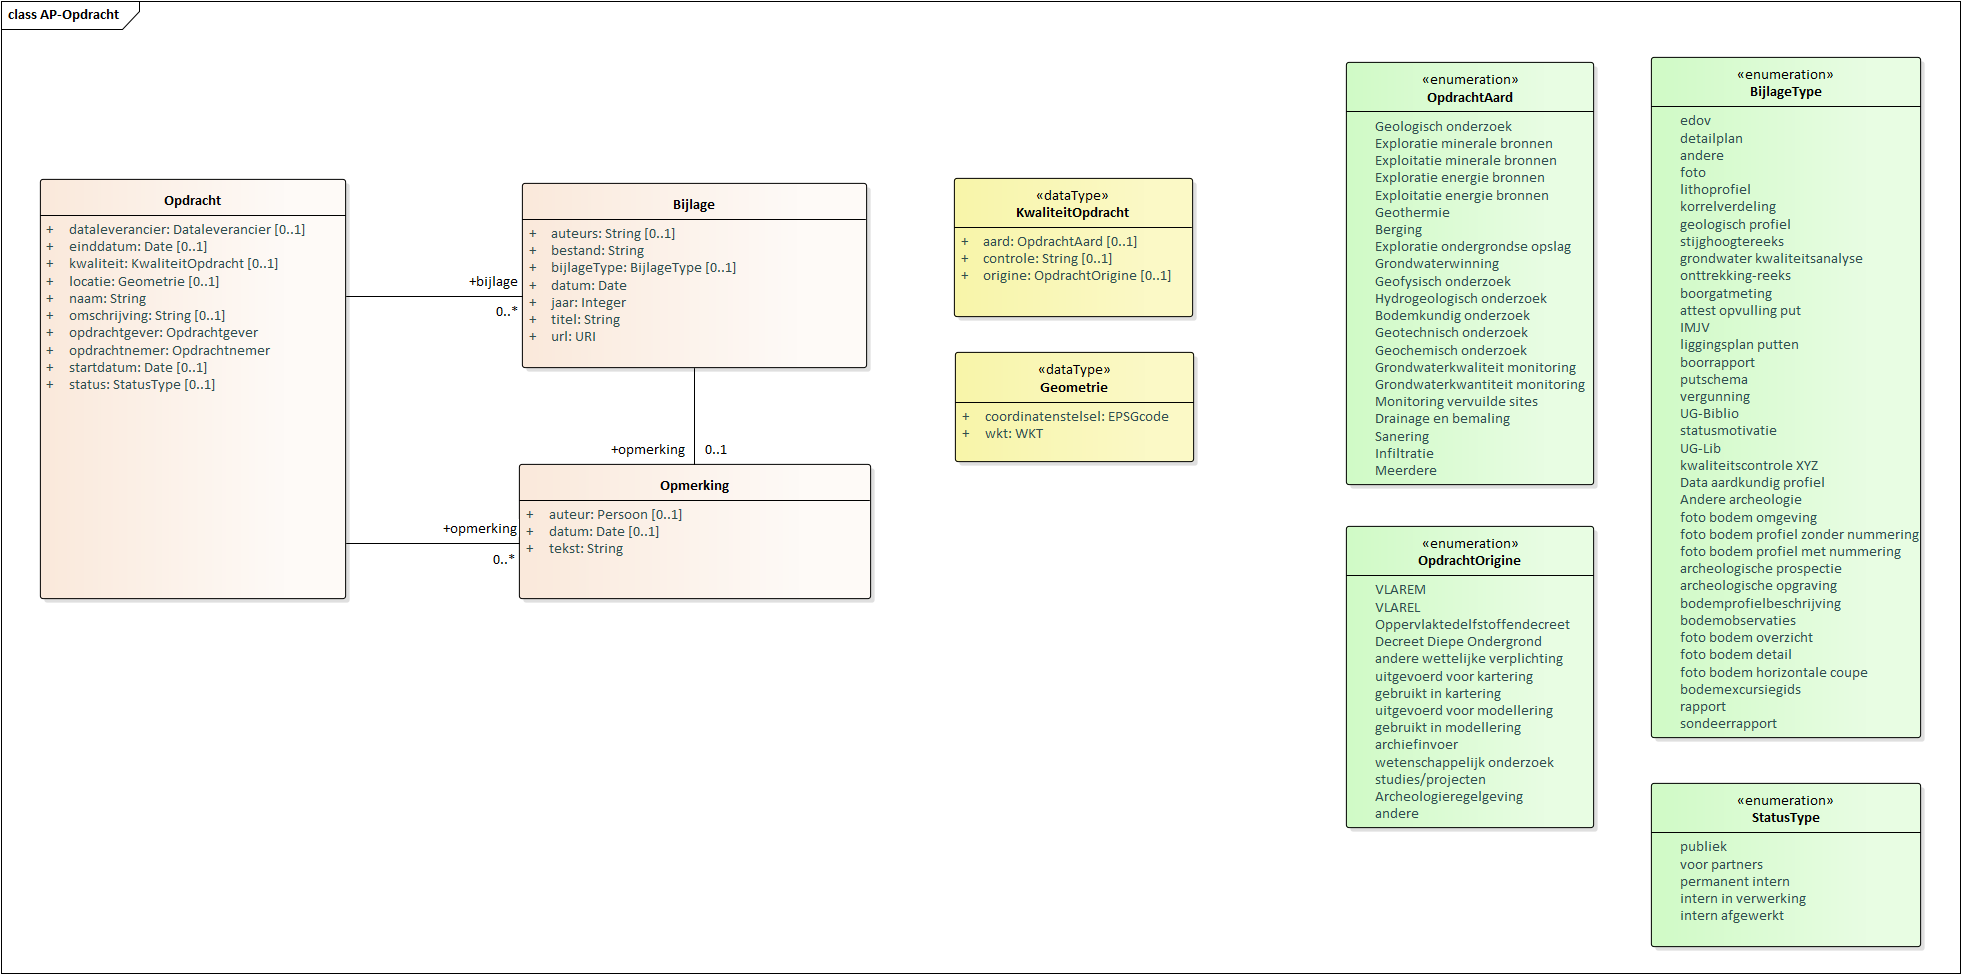 class AP-Opdracht
Opdracht
+ dataleverancier: Dataleverancier [0..1]
+ einddatum: Date [0..1]
+ kwaliteit: KwaliteitOpdracht [0..1]
+ locatie: Geometrie [0..1]
+ naam: String
+ omschrijving: String [0..1]
+ opdrachtgever: Opdrachtgever
+ opdrachtnemer: Opdrachtnemer
+ startdatum: Date [0..1]
+ status: StatusType [0..1]
+bijlage
0..*
Bijlage
+ auteurs: String [0..1]
+ bestand: String
+ bijlageType: BijlageType [0..1]
+ datum: Date
+ jaar: Integer
+ titel: String
+ url: URI
+opmerking 0..1
+opmerking
0..*
Opmerking
+ auteur: Persoon [0..1]
+ datum: Date [0..1]
+ tekst: String
«dataType»
KwaliteitOpdracht
+ aard: OpdrachtAard [0..1]
+ controle: String [0..1]
+ origine: OpdrachtOrigine [0..1]
«dataType»
Geometrie
+ coordinatenstelsel: EPSGcode
+ wkt: WKT
«enumeration»
OpdrachtAard
Geologisch onderzoek
Exploratie minerale bronnen
Exploitatie minerale bronnen
Exploratie energie bronnen
Exploitatie energie bronnen
Geothermie
Berging
Exploratie ondergrondse opslag
Grondwaterwinning
Geofysisch onderzoek
Hydrogeologisch onderzoek
Bodemkundig onderzoek
Geotechnisch onderzoek
Geochemisch onderzoek
Grondwaterkwaliteit monitoring
Grondwaterkwantiteit monitoring
Monitoring vervuilde sites
Drainage en bemaling
Sanering
Infiltratie
Meerdere
«enumeration»
OpdrachtOrigine
VLAREM
VLAREL
Oppervlaktedelfstoffendecreet
Decreet Diepe Ondergrond
andere wettelijke verplichting
uitgevoerd voor kartering
gebruikt in kartering
uitgevoerd voor modellering
gebruikt in modellering
archiefinvoer
wetenschappelijk onderzoek
studies/projecten
Archeologieregelgeving
andere
«enumeration»
BijlageType
edov
detailplan
andere
foto
lithoprofiel
korrelverdeling
geologisch profiel
stijghoogtereeks
grondwater kwaliteitsanalyse
onttrekking-reeks
boorgatmeting
attest opvulling put
IMJV
liggingsplan putten
boorrapport
putschema
vergunning
UG-Biblio
statusmotivatie
UG-Lib
kwaliteitscontrole XYZ
Data aardkundig profiel
Andere archeologie
foto bodem omgeving
foto bodem profiel zonder nummering
foto bodem profiel met nummering
archeologische prospectie
archeologische opgraving
bodemprofielbeschrijving
bodemobservaties
foto bodem overzicht
foto bodem detail
foto bodem horizontale coupe
bodemexcursiegids
rapport
sondeerrapport
«enumeration»
StatusType
publiek
voor partners
permanent intern
intern in verwerking
intern afgewerkt